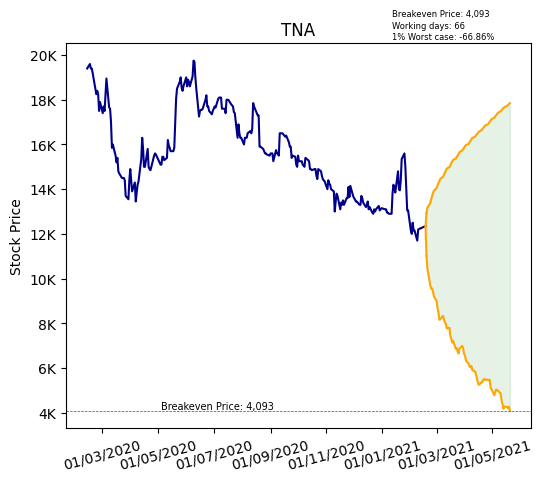 Breakeven Price: 4,093
Working days: 66
1% Worst case: -66.86%
TNA
20K
18K
16K
14K
12K
10K
8K
6K
4K
Stock Price
Breakeven Price: 4,093
01/03/2020
01/05/2020
01/07/2020
01/09/2020
01/11/2020
01/01/2021
01/03/2021
01/05/2021